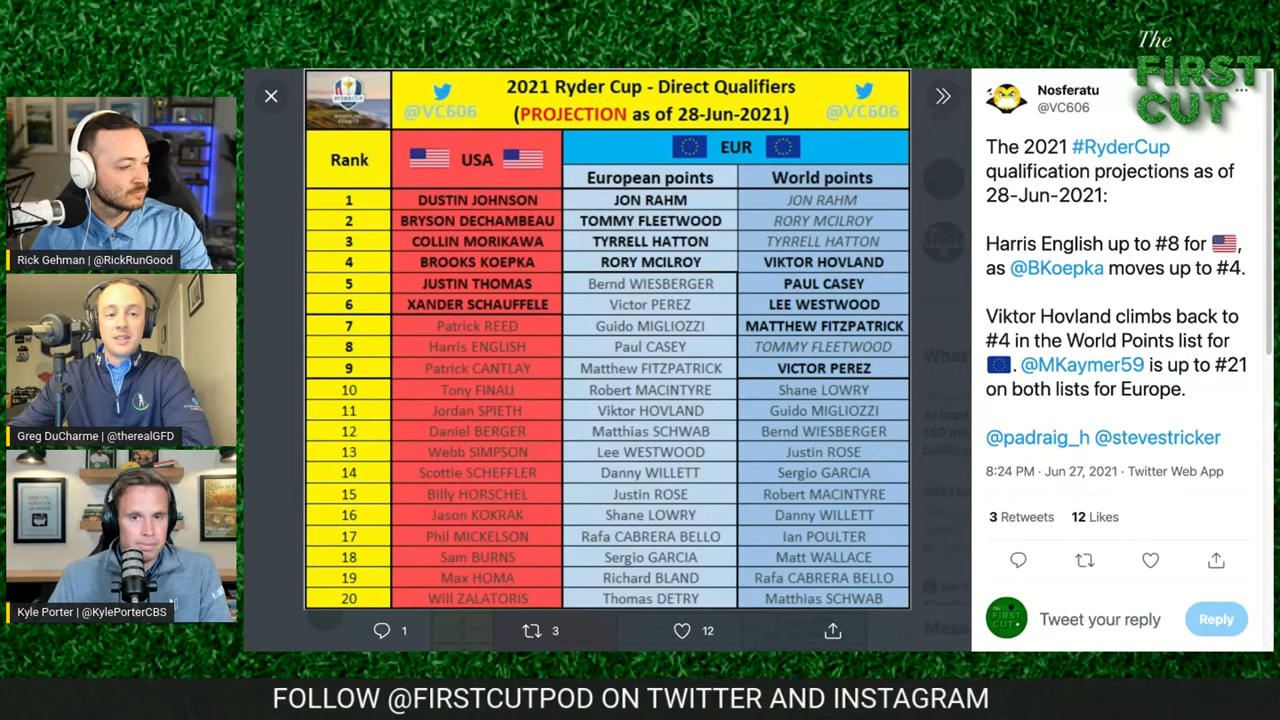 The
FIRST
CUT
Rick Gehman | @RickRunGood
Greg DuCharme | @therealGFD
Kyle Porter | @KylePorterCBS
RYDER CUP
@VC606
2021 Ryder Cup - Direct Qualifiers
(PROJECTION as of 28-Jun-2021)
@VC606
Rank USA EUR
European points World points
1 DUSTIN JOHNSON JON RAHM JON RAHM
2 BRYSON DECHAMBEAU TOMMY FLEETWOOD RORY MCILROY
3 COLLIN MORIKAWA TYRRELL HATTON TYRRELL HATTON
4 BROOKS KOEPKA RORY MCILROY VIKTOR HOVLAND
5 JUSTIN THOMAS Bernd WIESBERGER PAUL CASEY
6 XANDER SCHAUFFELE Victor PEREZ LEE WESTWOOD
7 Patrick REED Guido MIGLIOZZI MATTHEW FITZPATRICK
8 Harris ENGLISH Paul CASEY TOMMY FLEETWOOD
9 Patrick CANTLAY Matthew FITZPATRICK VICTOR PEREZ
10 Tony FINAU Robert MACINTYRE Shane LOWRY
11 Jordan SPIETH Viktor HOVLAND Guido MIGLIOZZI
12 Daniel BERGER Matthias SCHWAB Bernd WIESBERGER
13 Webb SIMPSON Lee WESTWOOD Justin ROSE
14 Scottie SCHEFFLER Danny WILLETT Sergio GARCIA
15 Billy HORSCHEL Justin ROSE Robert MACINTYRE
16 Jason KOKRAK Shane LOWRY Danny WILLETT
17 Phil MICKELSON Rafa CABRERA BELLO Ian POULTER
18 Sam BURNS Sergio GARCIA Matt WALLACE
19 Max HOMA Richard BLAND Rafa CABRERA BELLO
20 Will ZALATORIS Thomas DETRY Matthias SCHWAB
1 3 12
Nosferatu
@VC606
The 2021 #RyderCup
qualification projections as of
28-Jun-2021:
Harris English up to #8 for 🇺🇸,
as @BKoepka moves up to #4.
Viktor Hovland climbs back to
#4 in the World Points list for
🇪🇺. @MKaymer59 is up to #21
on both lists for Europe.
@padraig_h @stevestricker
8:24 PM · Jun 27, 2021 · Twitter Web App
3 Retweets 12 Likes
Tweet your reply
Reply
FOLLOW @FIRSTCUTPOD ON TWITTER AND INSTAGRAM